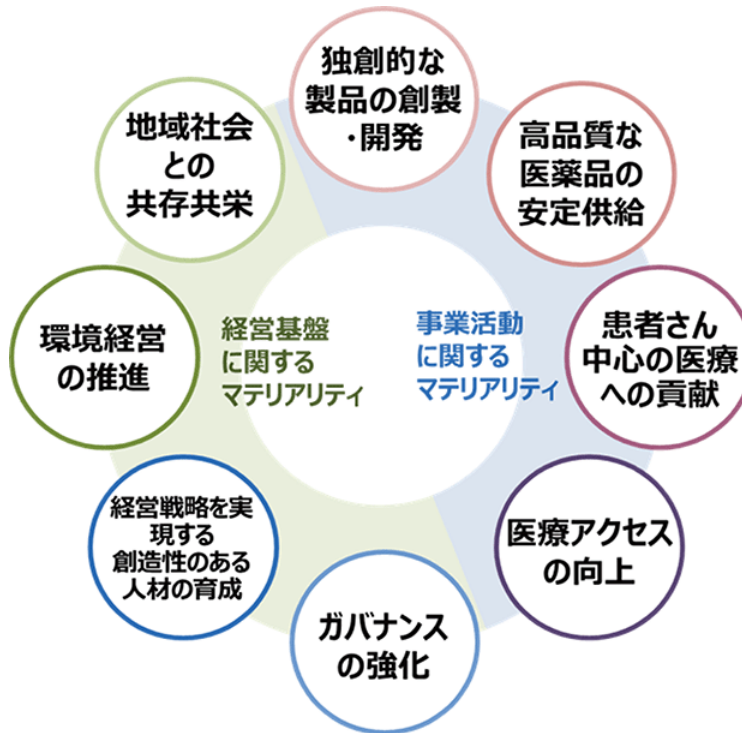 独創的な
製品の創製
・開発
高品質な
医薬品の
安定供給
患者さん
中心の医療
への貢献
医療アクセス
の向上
ガバナンス
の強化
経営戦略を実
現する
創造性のある
人材の育成
環境経営
の推進
地域社会
との
共存共栄
経営基盤
に関する
マテリアリティ
事業活動
に関する
マテリアリティ